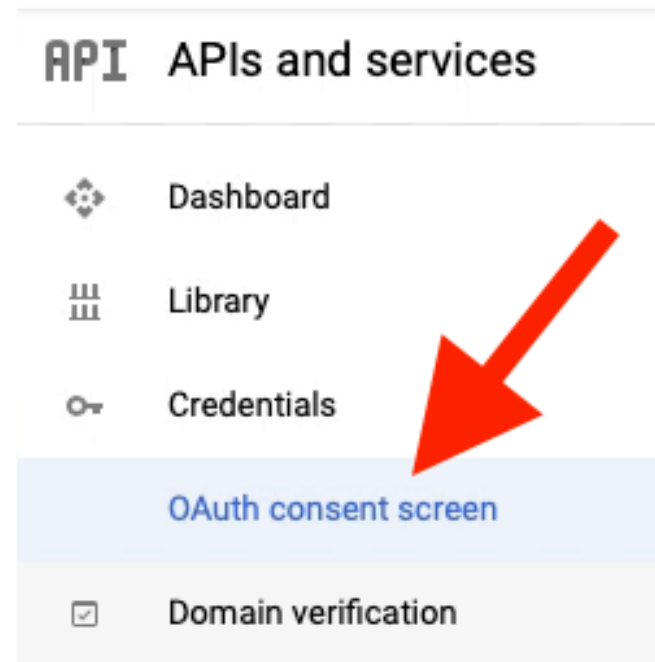 API APIs and services
Dashboard
Library
Credentials
OAuth consent screen
Domain verification